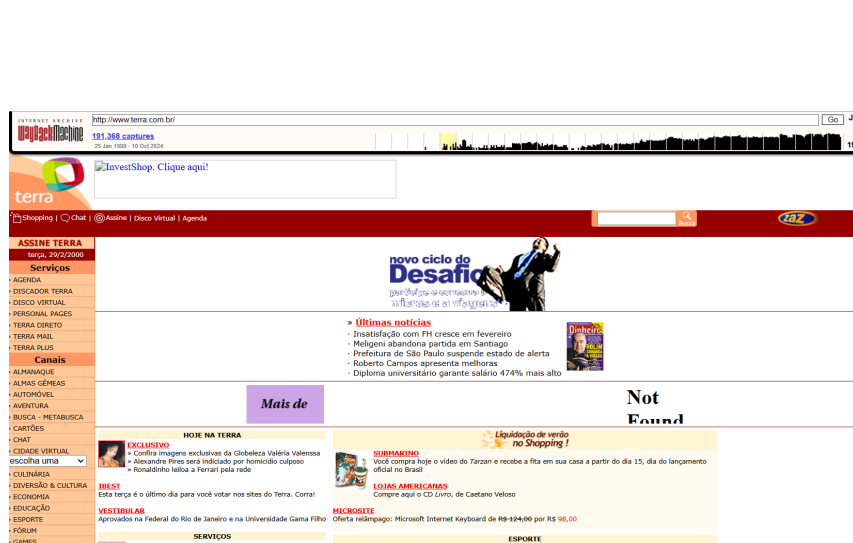 INTERNET ARCHIVE
WayBackMachine
http://www.terra.com.br/
Go
191,368 captures
25 Jan 1999 - 10 Oct 2024
terra
InvestShop. Clique aqui!
Shopping | Chat | Assine | Disco Virtual | Agenda
Busca
zaz
ASSINE TERRA
terça, 29/2/2000
Serviços
AGENDA
DISCADOR TERRA
DISCO VIRTUAL
PERSONAL PAGES
TERRA DIRETO
TERRA MAIL
TERRA PLUS
Canais
ALMANAQUE
ALMAS GÊMEAS
AUTOMÓVEL
AVENTURA
BUSCA - METABUSCA
CARTÕES
CHAT
CIDADE VIRTUAL
escolha uma
CULINÁRIA
DIVERSÃO & CULTURA
ECONOMIA
EDUCAÇÃO
ESPORTE
FÓRUM
GAMES
novo ciclo do
Desafio
participe e concorra a
micros e a viagens
» Últimas notícias
· Insatisfação com FH cresce em fevereiro
· Meligeni abandona partida em Santiago
· Prefeitura de São Paulo suspende estado de alerta
· Roberto Campos apresenta melhoras
· Diploma universitário garante salário 474% mais alto
Dinheiro
Mais de
Not
Found
HOJE NA TERRA
EXCLUSIVO
» Confira imagens exclusivas da Globeleza Valéria Valenssa
» Alexandre Pires será indiciado por homicídio culposo
» Ronaldinho leiloa a Ferrari pela rede
IBEST
Esta terça é o último dia para você votar nos sites do Terra. Corra!
VESTIBULAR
Aprovados na Federal do Rio de Janeiro e na Universidade Gama Filho
SERVIÇOS
Liquidação de verão
no Shopping !
SUBMARINO
Você compra hoje o vídeo do Tarzan e recebe a fita em sua casa a partir do dia 15, dia do lançamento
oficial no Brasil
LOJAS AMERICANAS
Compre aqui o CD Livro, de Caetano Veloso
MICROSITE
Oferta relâmpago: Microsoft Internet Keyboard de R$ 124,00 por R$ 98,00
ESPORTE